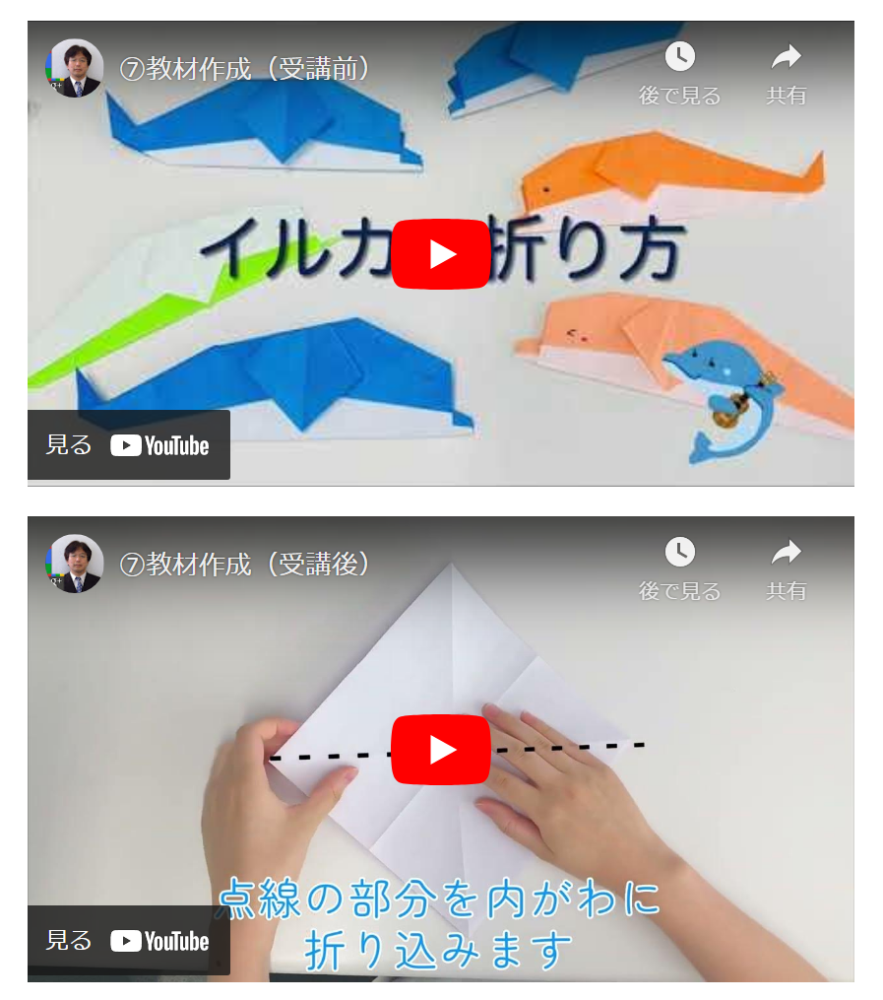 ⑦教材作成（受講前）
後で見る
共有
イルカ 折り方
見る YouTube
⑦教材作成（受講後）
後で見る
共有
点線の部分を内がわに
折り込みます
見る YouTube